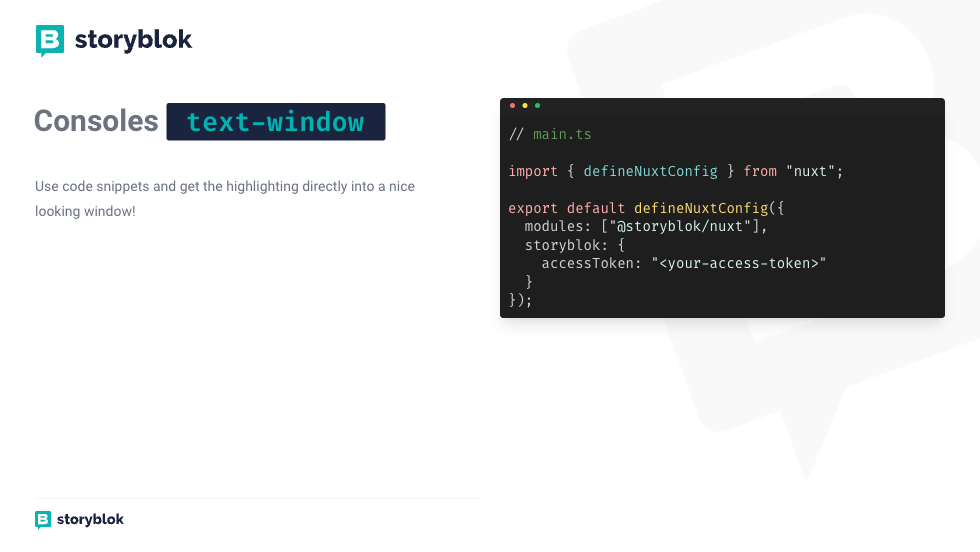 storyblok
Consoles text-window
Use code snippets and get the highlighting directly into a nice
looking window!
// main.ts
import { defineNuxtConfig } from "nuxt";
export default defineNuxtConfig({
  modules: ["@storyblok/nuxt"],
  storyblok: {
    accessToken: "<your-access-token>"
  }
});
storyblok